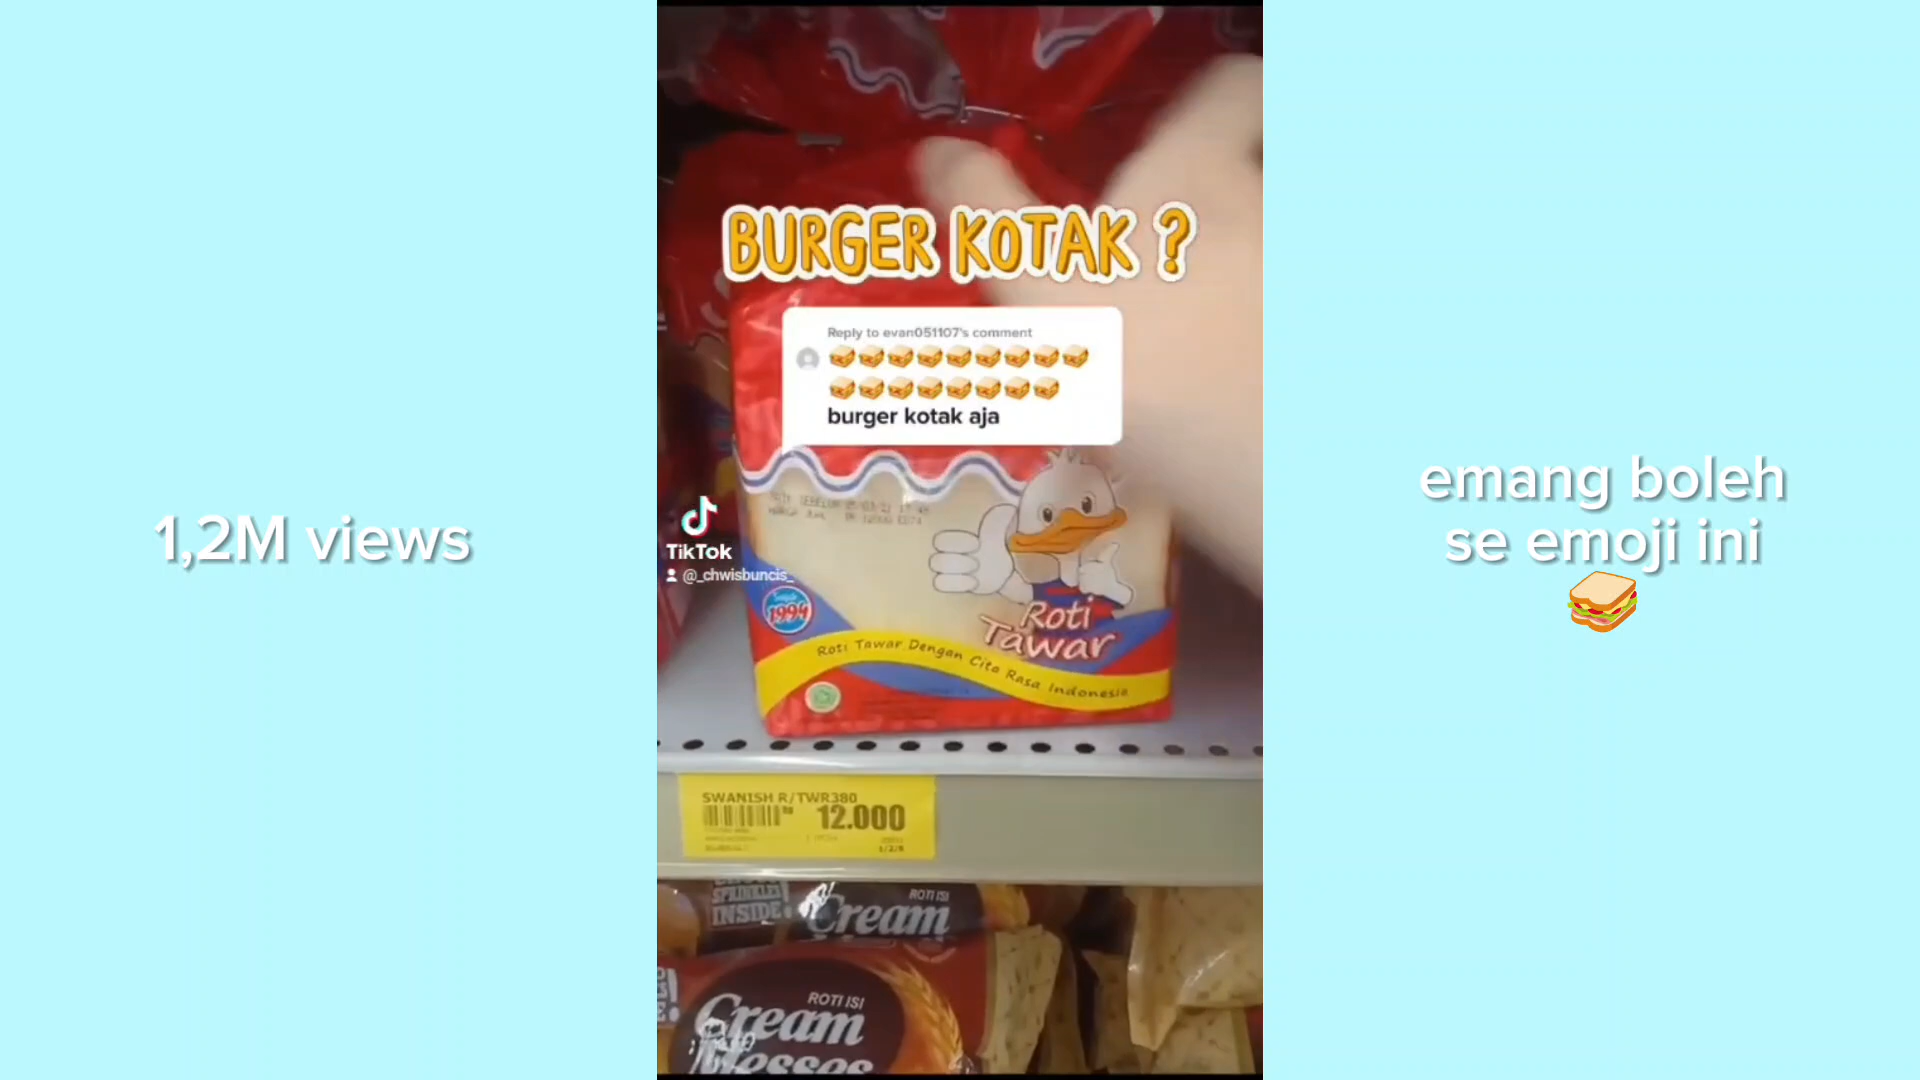 1,2M views
BURGER KOTAK ?
Reply to evan051107's comment
🥪🥪🥪🥪🥪🥪🥪🥪🥪
🥪🥪🥪🥪🥪🥪🥪🥪
burger kotak aja
TikTok
@_chwisbuncis_
1994
Roti
Tawar
Roti Tawar Dengan Cita Rasa Indonesia
SWANISH R/TWR380
12.000
SPRINKLES
INSIDE!
ROTI ISI
Cream
ROTI ISI
Cream
Messes
emang boleh
se emoji ini
🥪